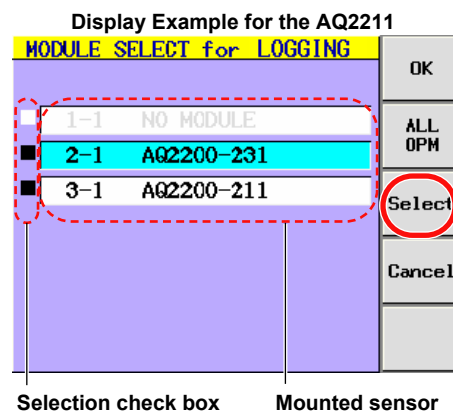 Display Example for the AQ2211
MODULE SELECT for LOGGING
OK
1-1 NO MODULE
ALL
OPM
2-1 AQ2200-231
3-1 AQ2200-211
Select
Cancel
Selection check box
Mounted sensor